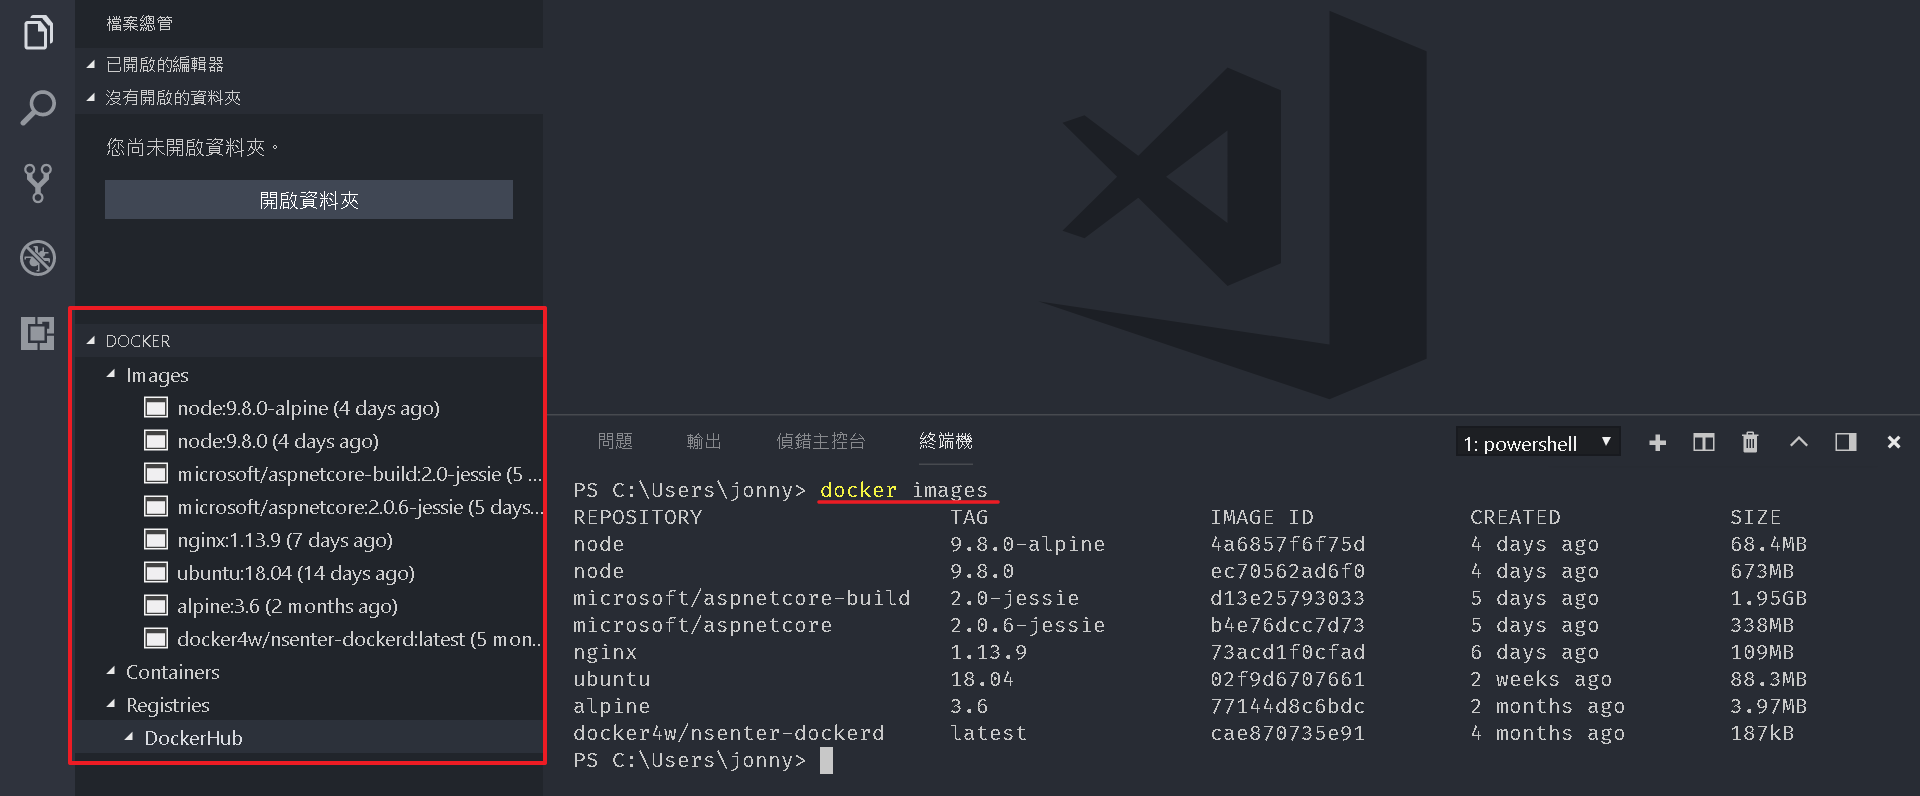 檔案總管
已開啟的編輯器
沒有開啟的資料夾
您尚未開啟資料夾。
開啟資料夾
DOCKER
Images
node:9.8.0-alpine (4 days ago)
node:9.8.0 (4 days ago)
microsoft/aspnetcore-build:2.0-jessie (5 ...
microsoft/aspnetcore:2.0.6-jessie (5 days...
nginx:1.13.9 (7 days ago)
ubuntu:18.04 (14 days ago)
alpine:3.6 (2 months ago)
docker4w/nsenter-dockerd:latest (5 mon...
Containers
Registries
DockerHub
問題 輸出 偵錯主控台 終端機 1: powershell
PS C:\Users\jonny> docker images
REPOSITORY TAG IMAGE ID CREATED SIZE
node 9.8.0-alpine 4a6857f6f75d 4 days ago 68.4MB
node 9.8.0 ec70562ad6f0 4 days ago 673MB
microsoft/aspnetcore-build 2.0-jessie d13e25793033 5 days ago 1.95GB
microsoft/aspnetcore 2.0.6-jessie b4e76dcc7d73 5 days ago 338MB
nginx 1.13.9 73acd1f0cfad 6 days ago 109MB
ubuntu 18.04 02f9d6707661 2 weeks ago 88.3MB
alpine 3.6 77144d8c6bdc 2 months ago 3.97MB
docker4w/nsenter-dockerd latest cae870735e91 4 months ago 187kB
PS C:\Users\jonny>